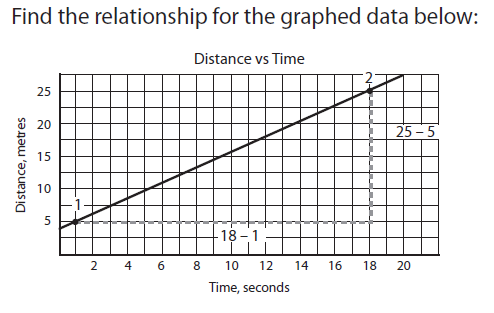 Find the relationship for the graphed data below:
Distance vs Time
Distance, metres
25
20
15
10
5
2
25 – 5
1
18 – 1
2 4 6 8 10 12 14 16 18 20
Time, seconds